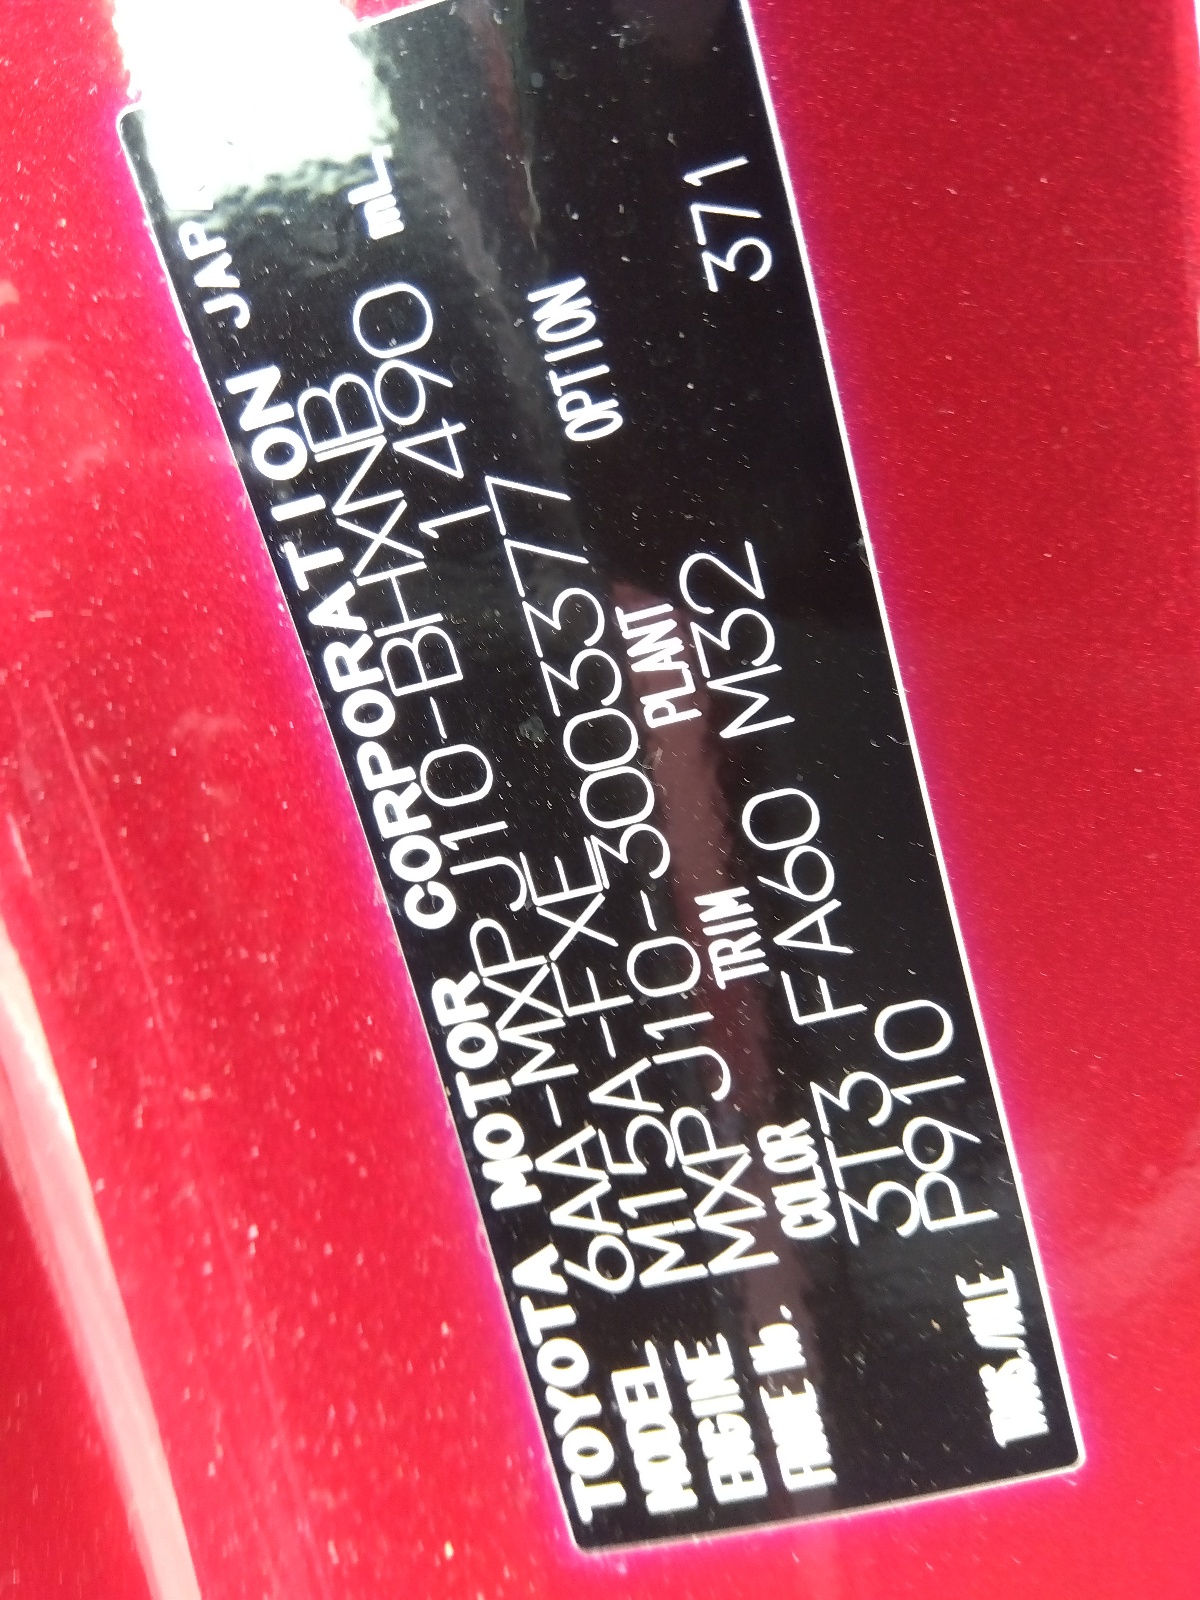 TOYOTA MOTOR CORPORATION JAP
MODEL 6AA-MXPJ10-BHXNB
ENGINE M15A-FXE 1490 mL
FRAME No. MXPJ10-3003377
COLOR TRIM PLANT OPTION
3T3 FA60 M32 371
TRANS./AXLE P910